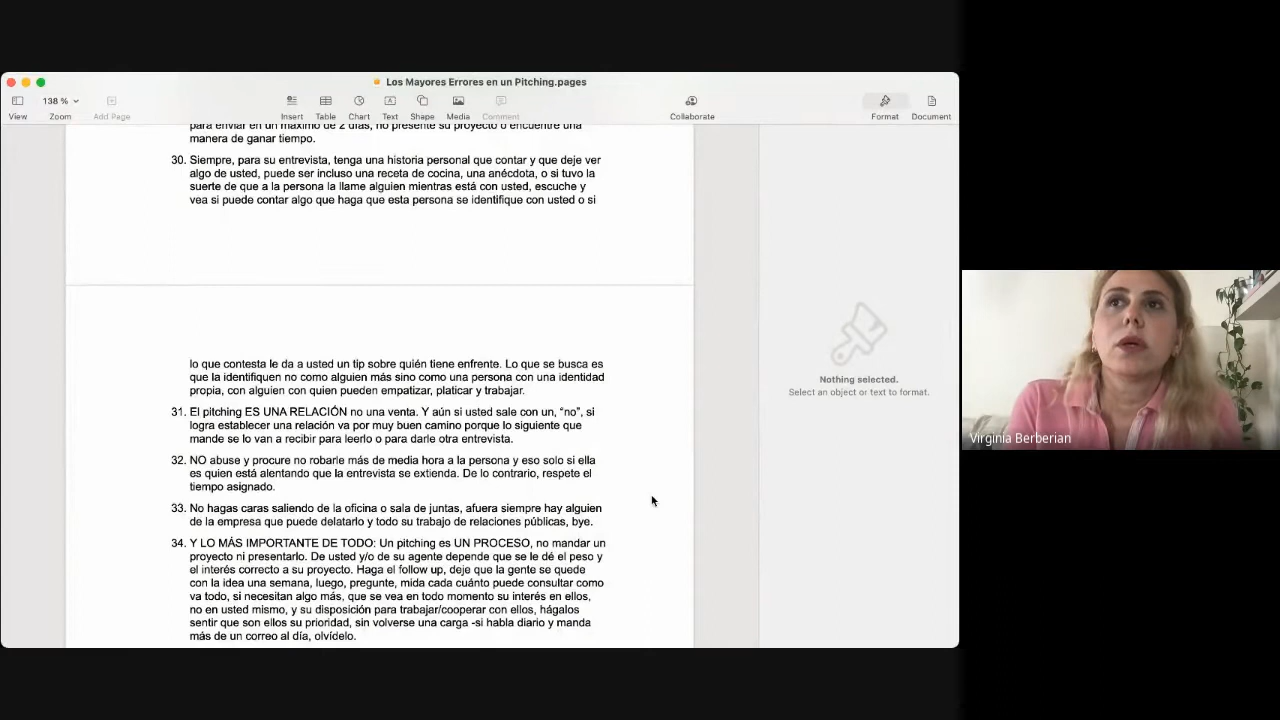 Los Mayores Errores en un Pitching.pages
138 %
View
Zoom
Add Page
Insert
Table
Chart
Text
Shape
Media
Comment
Collaborate
Format
Document
para enviar en un máximo de 2 días, no presente su proyecto o encuentre una
manera de ganar tiempo.
30. Siempre, para su entrevista, tenga una historia personal que contar y que deje ver
algo de usted, puede ser incluso una receta de cocina, una anécdota, o si tuvo la
suerte de que a la persona la llame alguien mientras está con usted, escuche y
vea si puede contar algo que haga que esta persona se identifique con usted o si
lo que contesta le da a usted un tip sobre quién tiene enfrente. Lo que se busca es
que la identifiquen no como alguien más sino como una persona con una identidad
propia, con alguien con quien pueden empatizar, platicar y trabajar.
31. El pitching ES UNA RELACIÓN no una venta. Y aún si usted sale con un, “no”, si
logra establecer una relación va por muy buen camino porque lo siguiente que
mande se lo van a recibir para leerlo o para darle otra entrevista.
32. NO abuse y procure no robarle más de media hora a la persona y eso solo si ella
es quien está alentando que la entrevista se extienda. De lo contrario, respete el
tiempo asignado.
33. No hagas caras saliendo de la oficina o sala de juntas, afuera siempre hay alguien
de la empresa que puede delatarlo y todo su trabajo de relaciones públicas, bye.
34. Y LO MÁS IMPORTANTE DE TODO: Un pitching es UN PROCESO, no mandar un
proyecto ni presentarlo. De usted y/o de su agente depende que se le dé el peso y
el interés correcto a su proyecto. Haga el follow up, deje que la gente se quede
con la idea una semana, luego, pregunte, mida cada cuánto puede consultar como
va todo, si necesitan algo más, que se vea en todo momento su interés en ellos,
no en usted mismo, y su disposición para trabajar/cooperar con ellos, hágalos
sentir que son ellos su prioridad, sin volverse una carga -si habla diario y manda
más de un correo al día, olvídelo.
Nothing selected.
Select an object or text to format.
Virginia Berberian